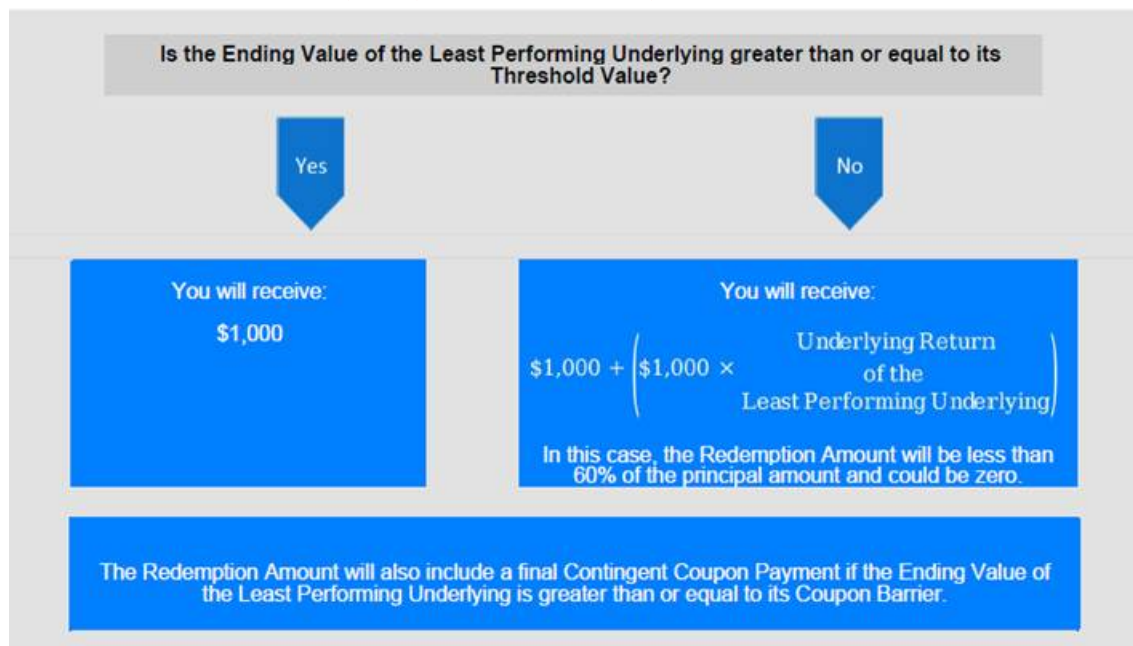 Is the Ending Value of the Least Performing Underlying greater than or equal to its
Threshold Value?
Yes
No
You will receive:
$1,000
You will receive:
$1,000 + ($1,000 × Underlying Return
of the
Least Performing Underlying)
In this case, the Redemption Amount will be less than
60% of the principal amount and could be zero.
The Redemption Amount will also include a final Contingent Coupon Payment if the Ending Value of
the Least Performing Underlying is greater than or equal to its Coupon Barrier.